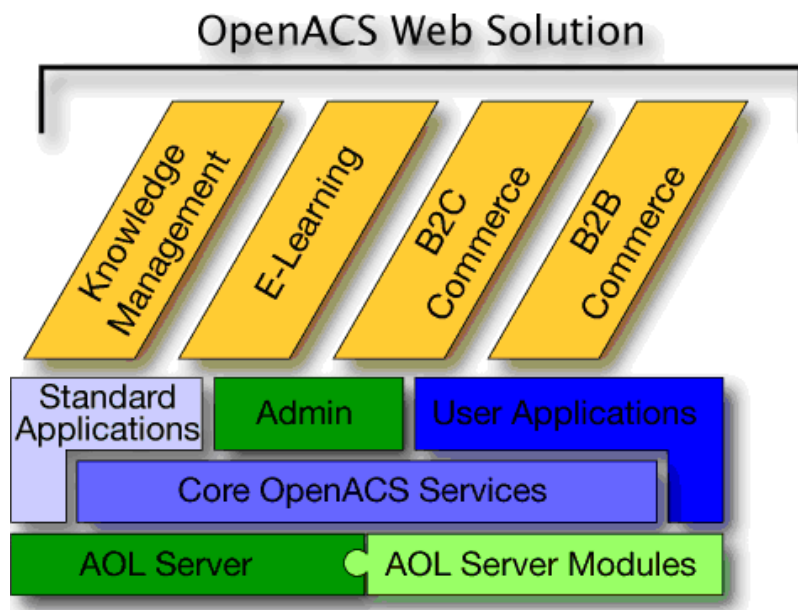 OpenACS Web Solution
Knowledge
Management
E-Learning
B2C
Commerce
B2B
Commerce
Standard
Applications
Admin
User Applications
Core OpenACS Services
AOL Server
AOL Server Modules